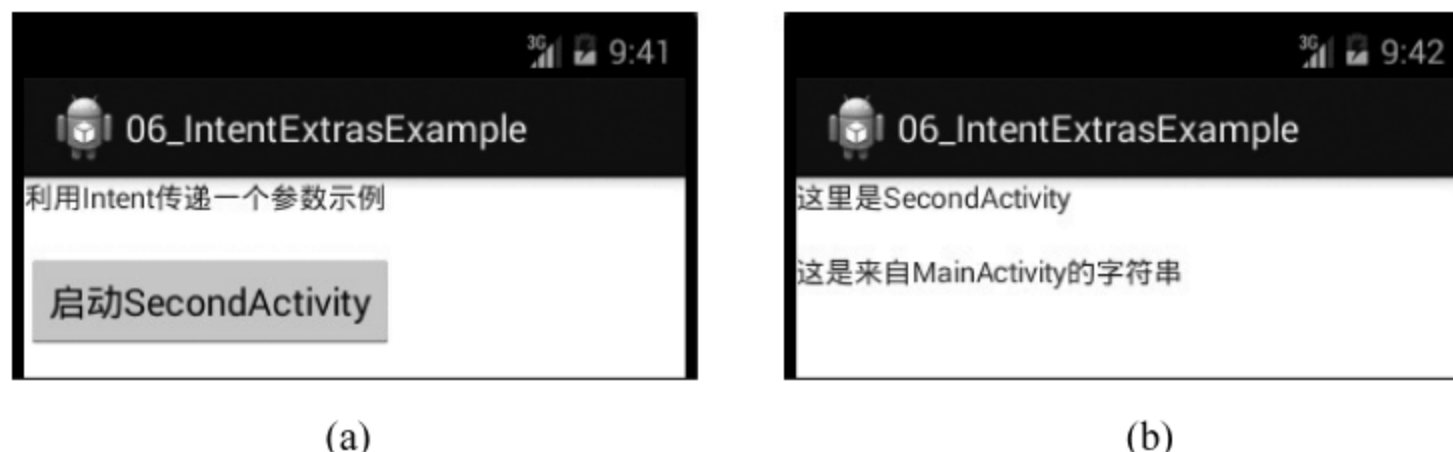 3G 9:41
06_IntentExtrasExample
利用Intent传递一个参数示例
启动SecondActivity
(a)
3G 9:42
06_IntentExtrasExample
这里是SecondActivity
这是来自MainActivity的字符串
(b)